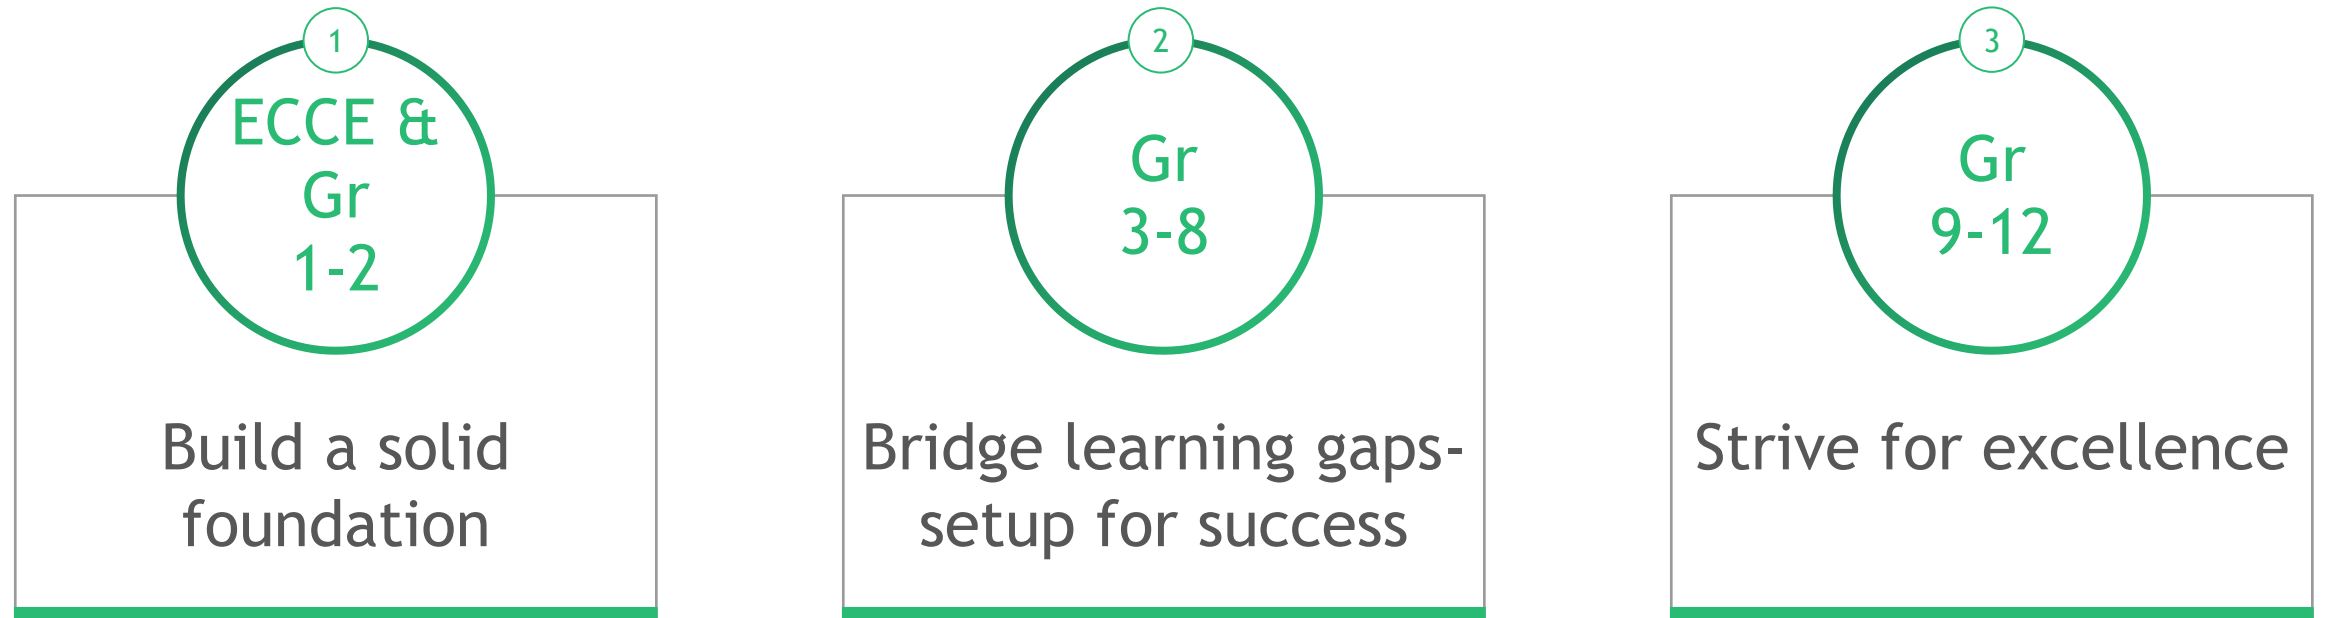 1
ECCE &
Gr
1-2
Build a solid
foundation
2
Gr
3-8
Bridge learning gaps-
setup for success
3
Gr
9-12
Strive for excellence